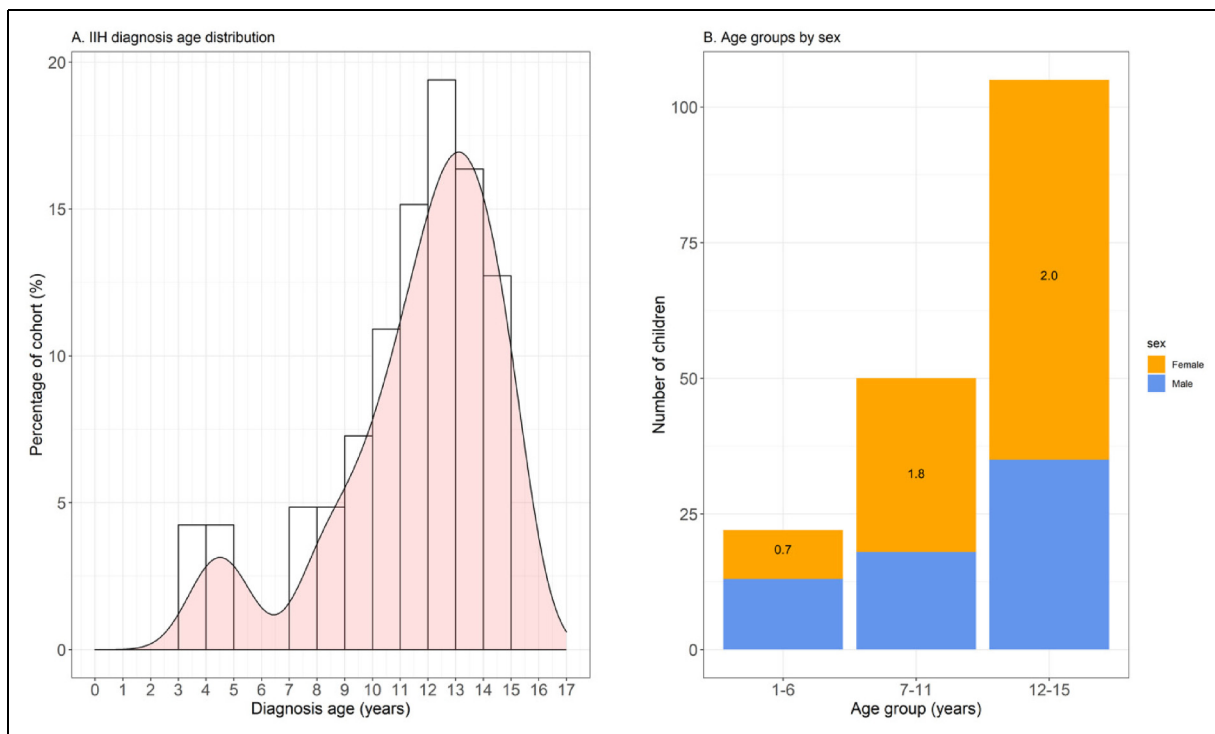 A. IIH diagnosis age distribution
Percentage of cohort (%)
20
15
10
5
0
0 1 2 3 4 5 6 7 8 9 10 11 12 13 14 15 16 17
Diagnosis age (years)
B. Age groups by sex
Number of children
100
75
50
25
0
2.0
1.8
0.7
1-6 7-11 12-15
Age group (years)
sex
Female
Male